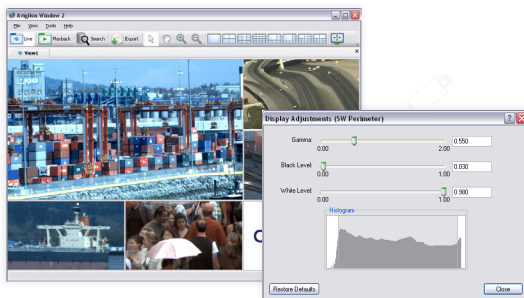 Avigilon Window 2
File View Tools Help
Live Playback Search Export
View1
Display Adjustments (SW Perimeter)
Gamma: 0.550
0.00 2.00
Black Level: 0.030
0.00 1.00
White Level: 0.980
0.00 1.00
Histogram
Restore Defaults Close